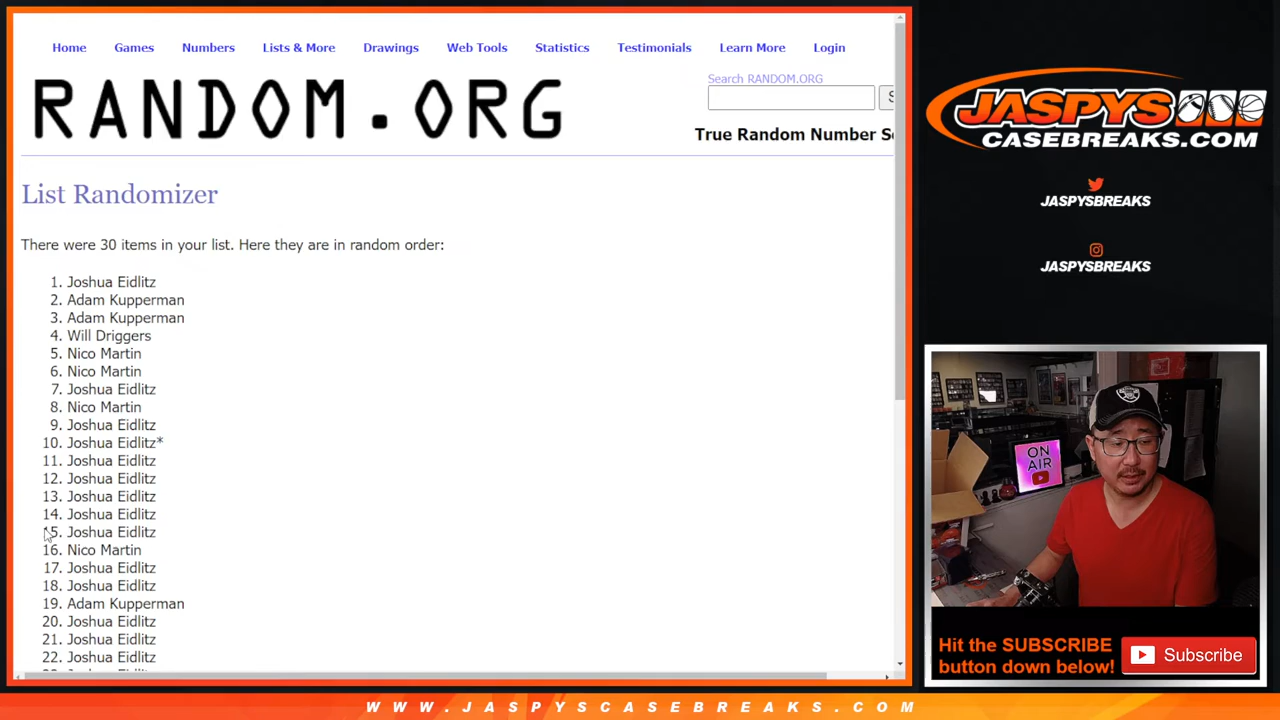 Home Games Numbers Lists & More Drawings Web Tools Statistics Testimonials Learn More Login
Search RANDOM.ORG
RANDOM.ORG
True Random Number
List Randomizer
There were 30 items in your list. Here they are in random order:
1. Joshua Eidlitz
2. Adam Kupperman
3. Adam Kupperman
4. Will Driggers
5. Nico Martin
6. Nico Martin
7. Joshua Eidlitz
8. Nico Martin
9. Joshua Eidlitz
10. Joshua Eidlitz*
11. Joshua Eidlitz
12. Joshua Eidlitz
13. Joshua Eidlitz
14. Joshua Eidlitz
15. Joshua Eidlitz
16. Nico Martin
17. Joshua Eidlitz
18. Joshua Eidlitz
19. Adam Kupperman
20. Joshua Eidlitz
21. Joshua Eidlitz
22. Joshua Eidlitz
JASPYS
CASEBREAKS.COM
JASPYSBREAKS
JASPYSBREAKS
ON
AIR
Hit the SUBSCRIBE
button down below!
Subscribe
WWW.JASPYSCASEBREAKS.COM